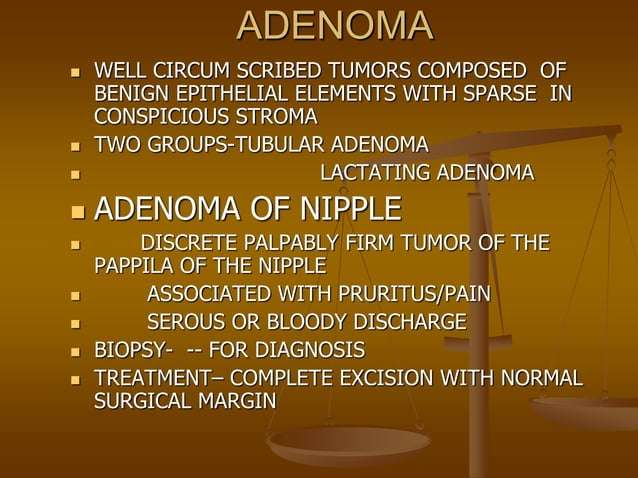 ADENOMA
WELL CIRCUM SCRIBED TUMORS COMPOSED OF
BENIGN EPITHELIAL ELEMENTS WITH SPARSE IN
CONSPICIOUS STROMA
TWO GROUPS-TUBULAR ADENOMA
LACTATING ADENOMA
ADENOMA OF NIPPLE
DISCRETE PALPABLY FIRM TUMOR OF THE
PAPPILA OF THE NIPPLE
ASSOCIATED WITH PRURITUS/PAIN
SEROUS OR BLOODY DISCHARGE
BIOPSY- -- FOR DIAGNOSIS
TREATMENT– COMPLETE EXCISION WITH NORMAL
SURGICAL MARGIN